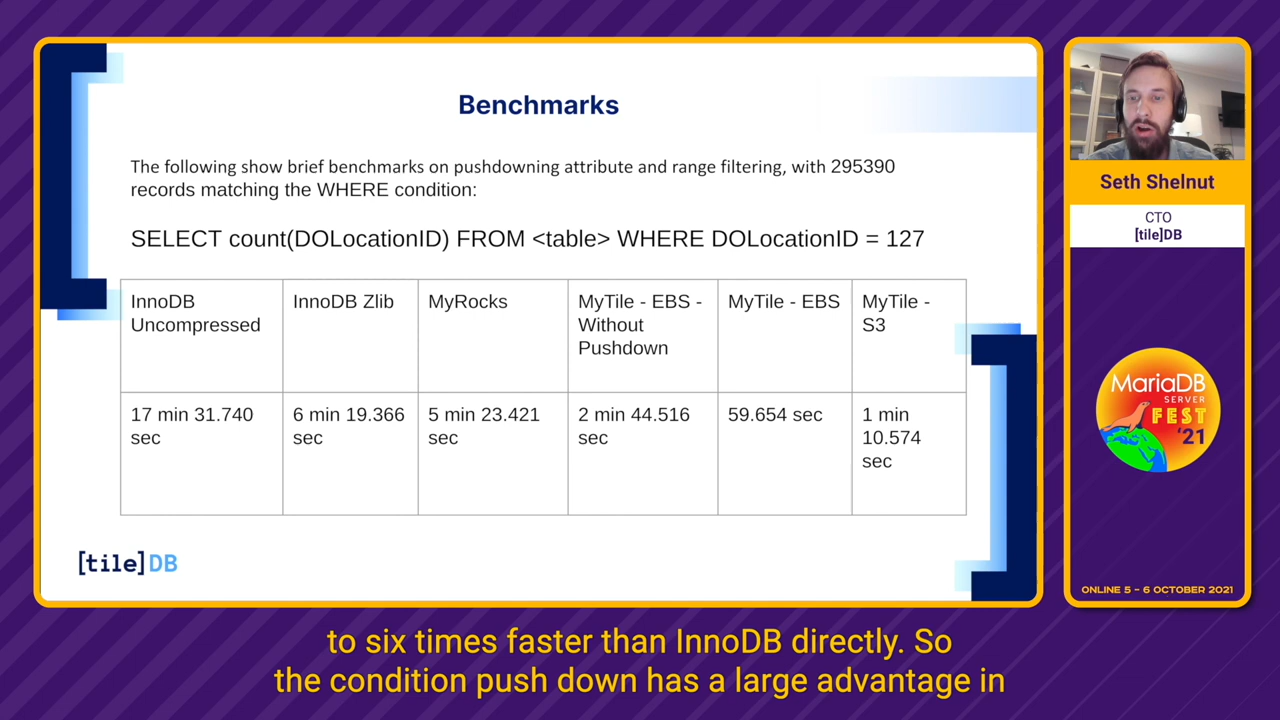 Benchmarks
The following show brief benchmarks on pushdowning attribute and range filtering, with 295390
records matching the WHERE condition:
SELECT count(DOLocationID) FROM <table> WHERE DOLocationID = 127
InnoDB
Uncompressed
InnoDB Zlib
MyRocks
MyTile - EBS -
Without
Pushdown
MyTile - EBS
MyTile -
S3
17 min 31.740
sec
6 min 19.366
sec
5 min 23.421
sec
2 min 44.516
sec
59.654 sec
1 min
10.574
sec
[tile]DB
Seth Shelnut
CTO
[tile]DB
MariaDB
SERVER
FEST
'21
ONLINE 5 – 6 OCTOBER 2021
to six times faster than InnoDB directly. So
the condition push down has a large advantage in